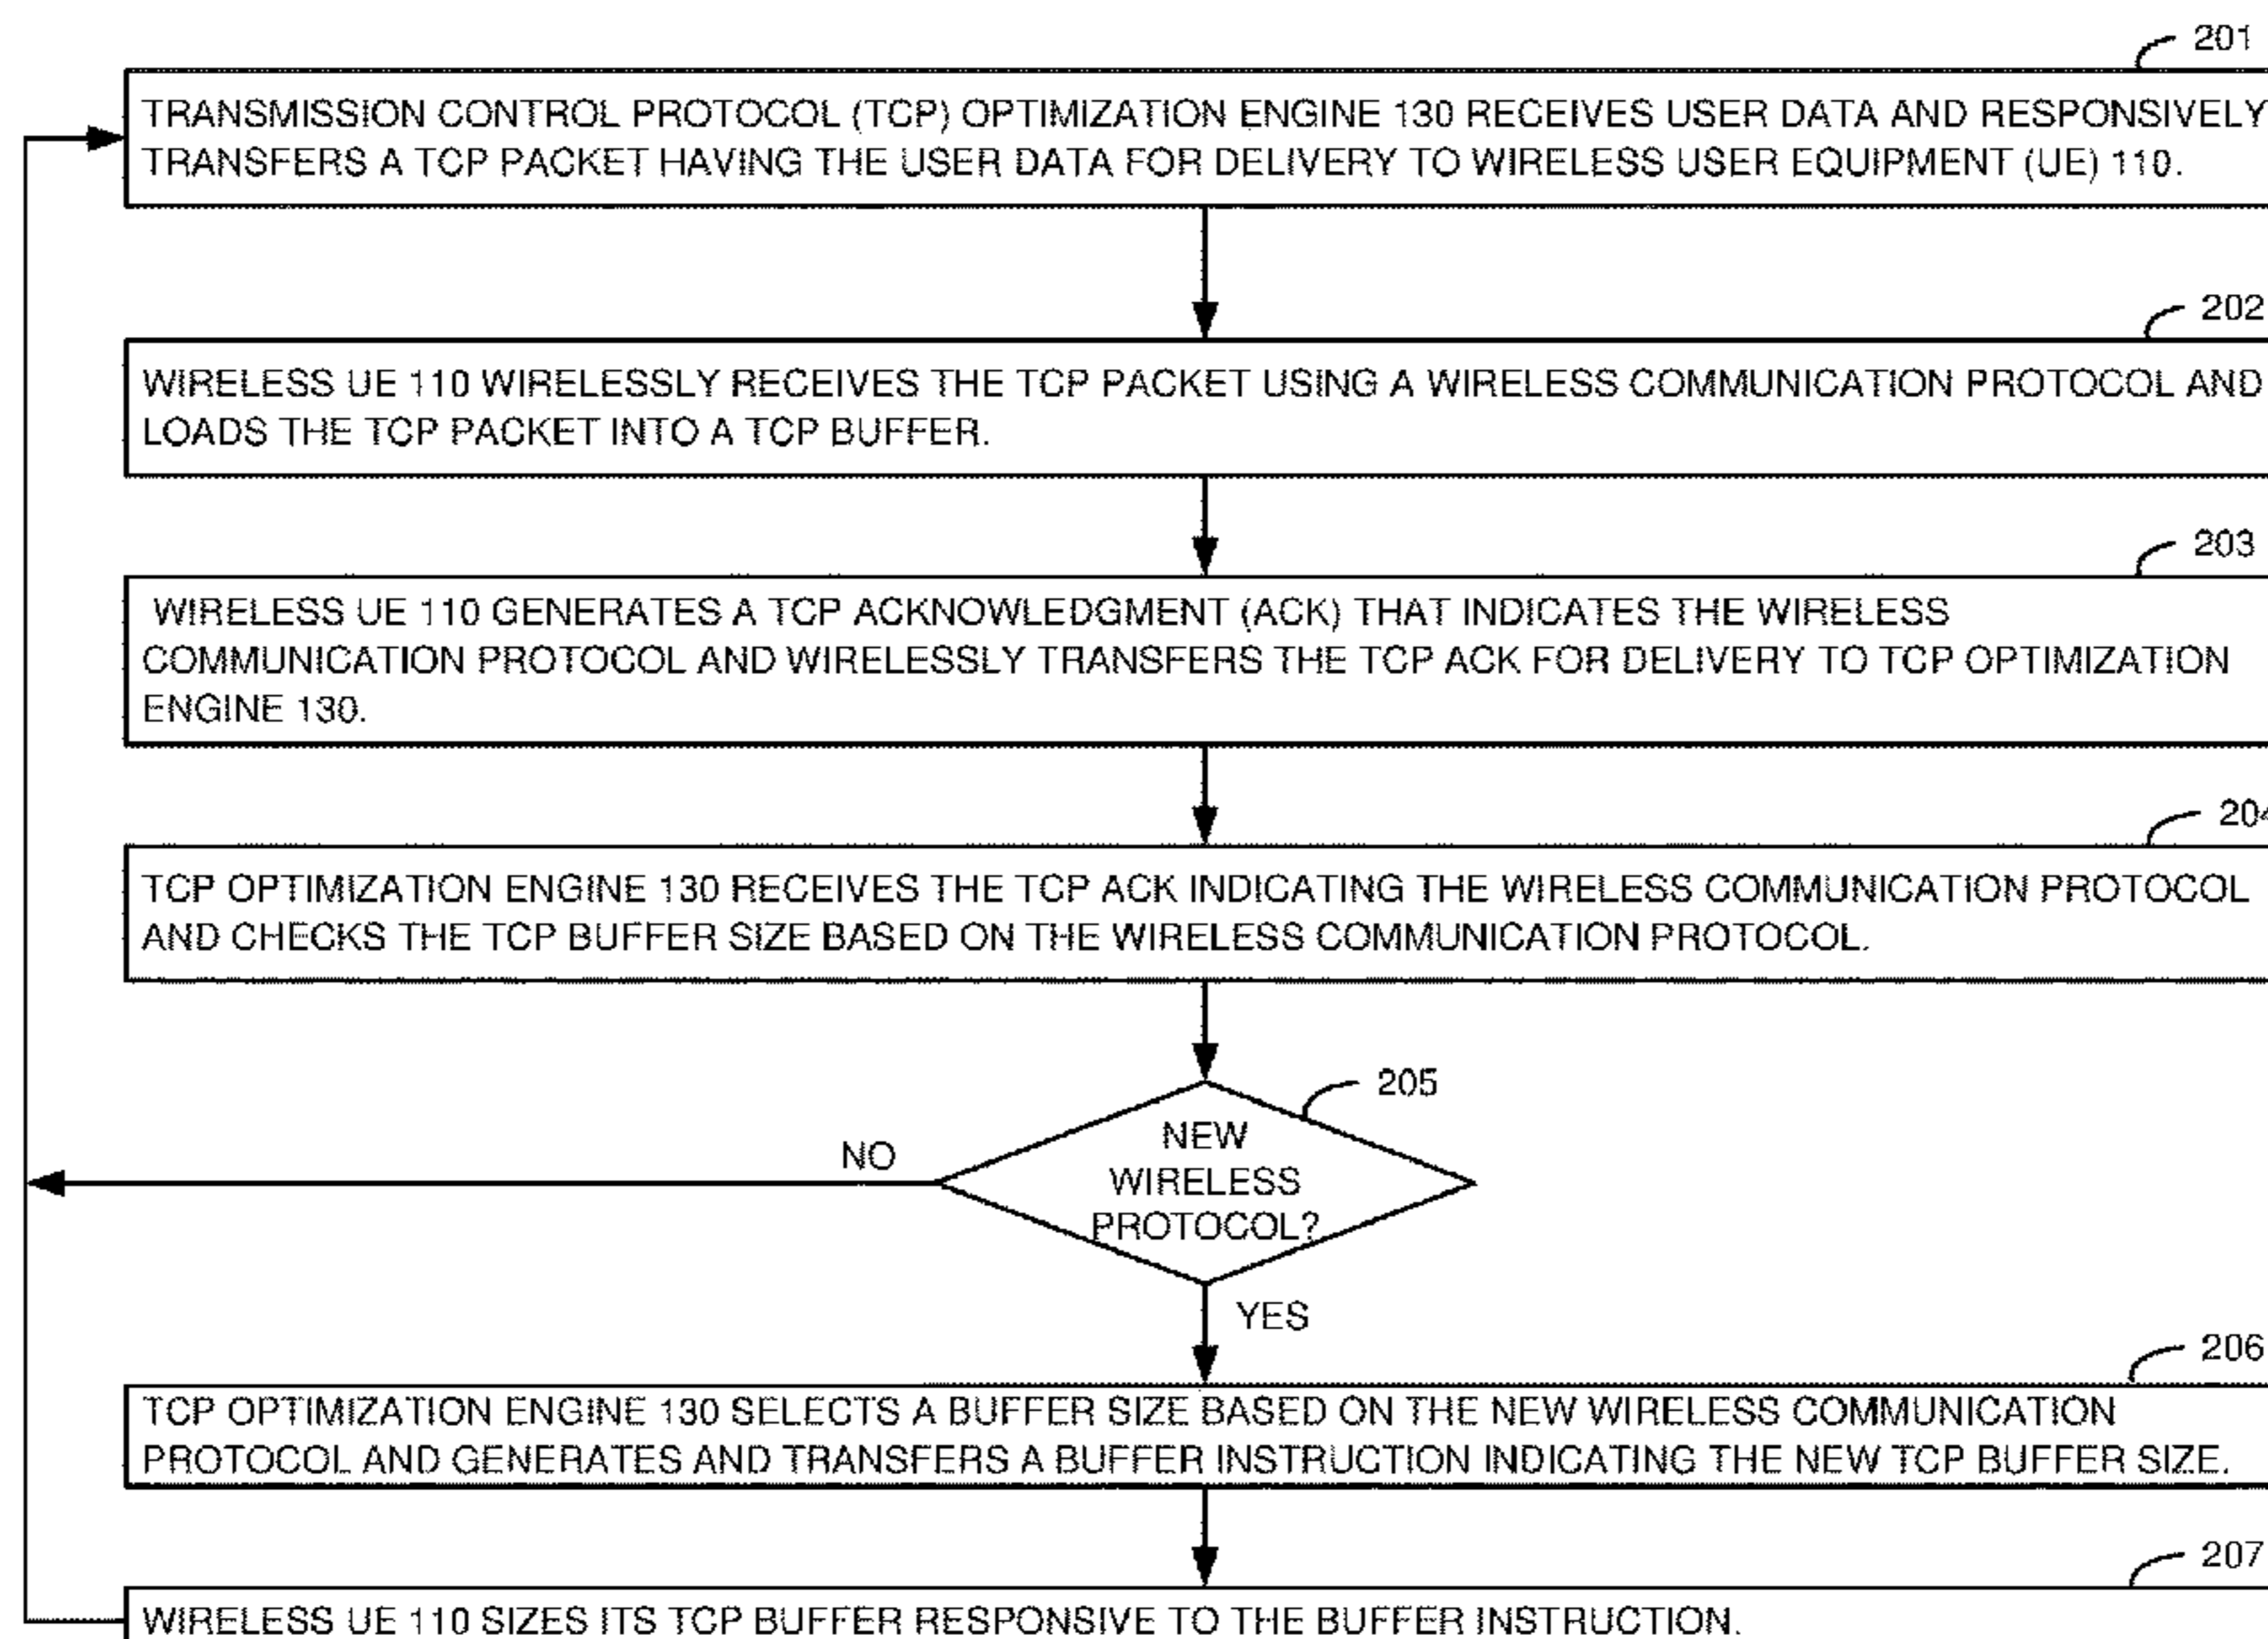 201
TRANSMISSION CONTROL PROTOCOL (TCP) OPTIMIZATION ENGINE 130 RECEIVES USER DATA AND RESPONSIVELY
TRANSFERS A TCP PACKET HAVING THE USER DATA FOR DELIVERY TO WIRELESS USER EQUIPMENT (UE) 110.
202
WIRELESS UE 110 WIRELESSLY RECEIVES THE TCP PACKET USING A WIRELESS COMMUNICATION PROTOCOL AND
LOADS THE TCP PACKET INTO A TCP BUFFER.
203
WIRELESS UE 110 GENERATES A TCP ACKNOWLEDGMENT (ACK) THAT INDICATES THE WIRELESS
COMMUNICATION PROTOCOL AND WIRELESSLY TRANSFERS THE TCP ACK FOR DELIVERY TO TCP OPTIMIZATION
ENGINE 130.
204
TCP OPTIMIZATION ENGINE 130 RECEIVES THE TCP ACK INDICATING THE WIRELESS COMMUNICATION PROTOCOL
AND CHECKS THE TCP BUFFER SIZE BASED ON THE WIRELESS COMMUNICATION PROTOCOL.
205
NEW
WIRELESS
PROTOCOL?
NO
YES
206
TCP OPTIMIZATION ENGINE 130 SELECTS A BUFFER SIZE BASED ON THE NEW WIRELESS COMMUNICATION
PROTOCOL AND GENERATES AND TRANSFERS A BUFFER INSTRUCTION INDICATING THE NEW TCP BUFFER SIZE.
207
WIRELESS UE 110 SIZES ITS TCP BUFFER RESPONSIVE TO THE BUFFER INSTRUCTION.